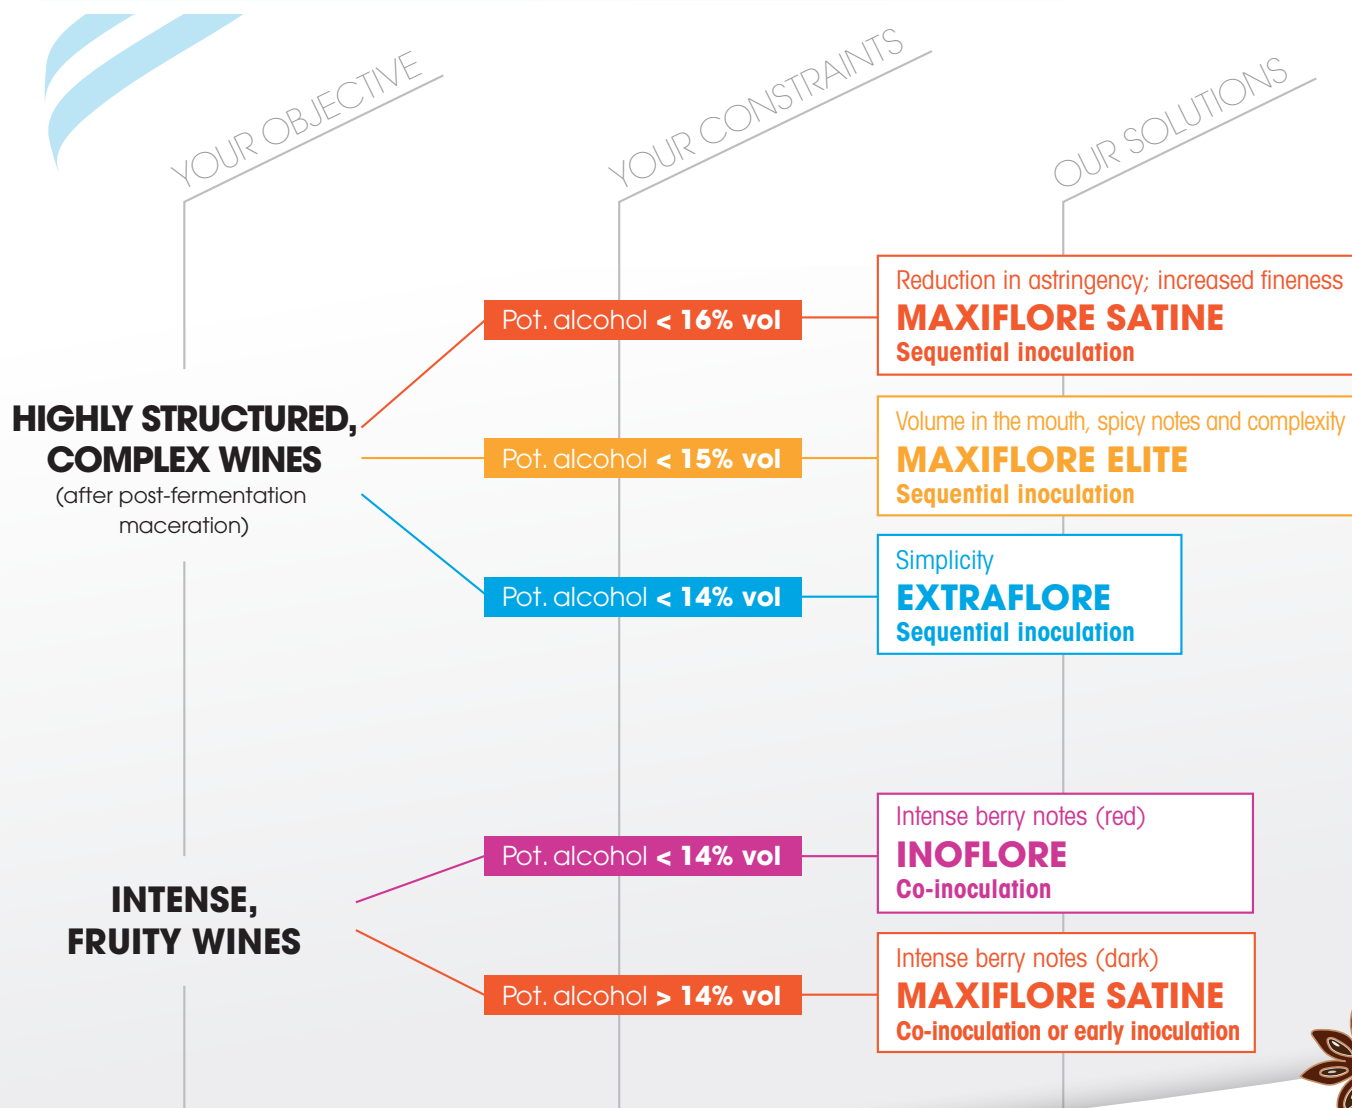 YOUR OBJECTIVE
YOUR CONSTRAINTS
OUR SOLUTIONS
HIGHLY STRUCTURED,
COMPLEX WINES
(after post-fermentation
maceration)
Pot. alcohol < 16% vol
Reduction in astringency; increased fineness
MAXIFLORE SATINE
Sequential inoculation
Pot. alcohol < 15% vol
Volume in the mouth, spicy notes and complexity
MAXIFLORE ELITE
Sequential inoculation
Pot. alcohol < 14% vol
Simplicity
EXTRAFLORE
Sequential inoculation
INTENSE,
FRUITY WINES
Pot. alcohol < 14% vol
Intense berry notes (red)
INOFLORE
Co-inoculation
Pot. alcohol > 14% vol
Intense berry notes (dark)
MAXIFLORE SATINE
Co-inoculation or early inoculation